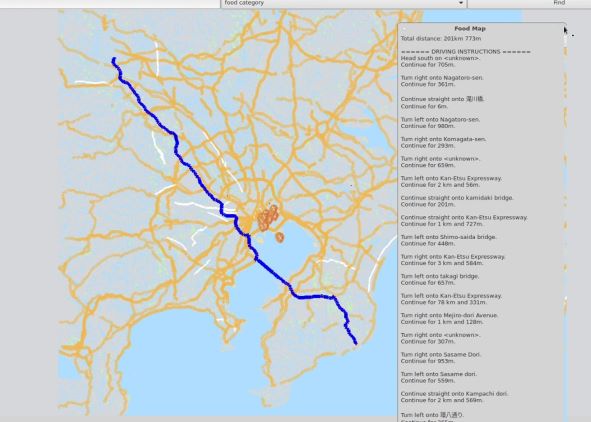 food category
Find
Food Map
Total distance: 201km 773m
====== DRIVING INSTRUCTIONS ======
Head south on <unknown>.
Continue for 705m.
Turn right onto Nagatoro-sen.
Continue for 361m.
Continue straight onto 滝川橋.
Continue for 6m.
Turn left onto Nagatoro-sen.
Continue for 980m.
Turn right onto Komagata-sen.
Continue for 293m.
Turn right onto <unknown>.
Continue for 659m.
Turn left onto Kan-Etsu Expressway.
Continue for 2 km and 56m.
Continue straight onto kamidaki bridge.
Continue for 201m.
Continue straight onto Kan-Etsu Expressway.
Continue for 1 km and 727m.
Turn left onto Shimo-saida bridge.
Continue for 448m.
Turn right onto Kan-Etsu Expressway.
Continue for 3 km and 584m.
Turn left onto takagi bridge.
Continue for 657m.
Turn left onto Kan-Etsu Expressway.
Continue for 78 km and 331m.
Turn right onto Mejiro-dori Avenue.
Continue for 1 km and 128m.
Turn left onto <unknown>.
Continue for 307m.
Turn right onto Sasame Dori.
Continue for 953m.
Turn left onto Sasame dori.
Continue for 559m.
Continue straight onto Kampachi dori.
Continue for 2 km and 569m.
Turn left onto 環八通り.